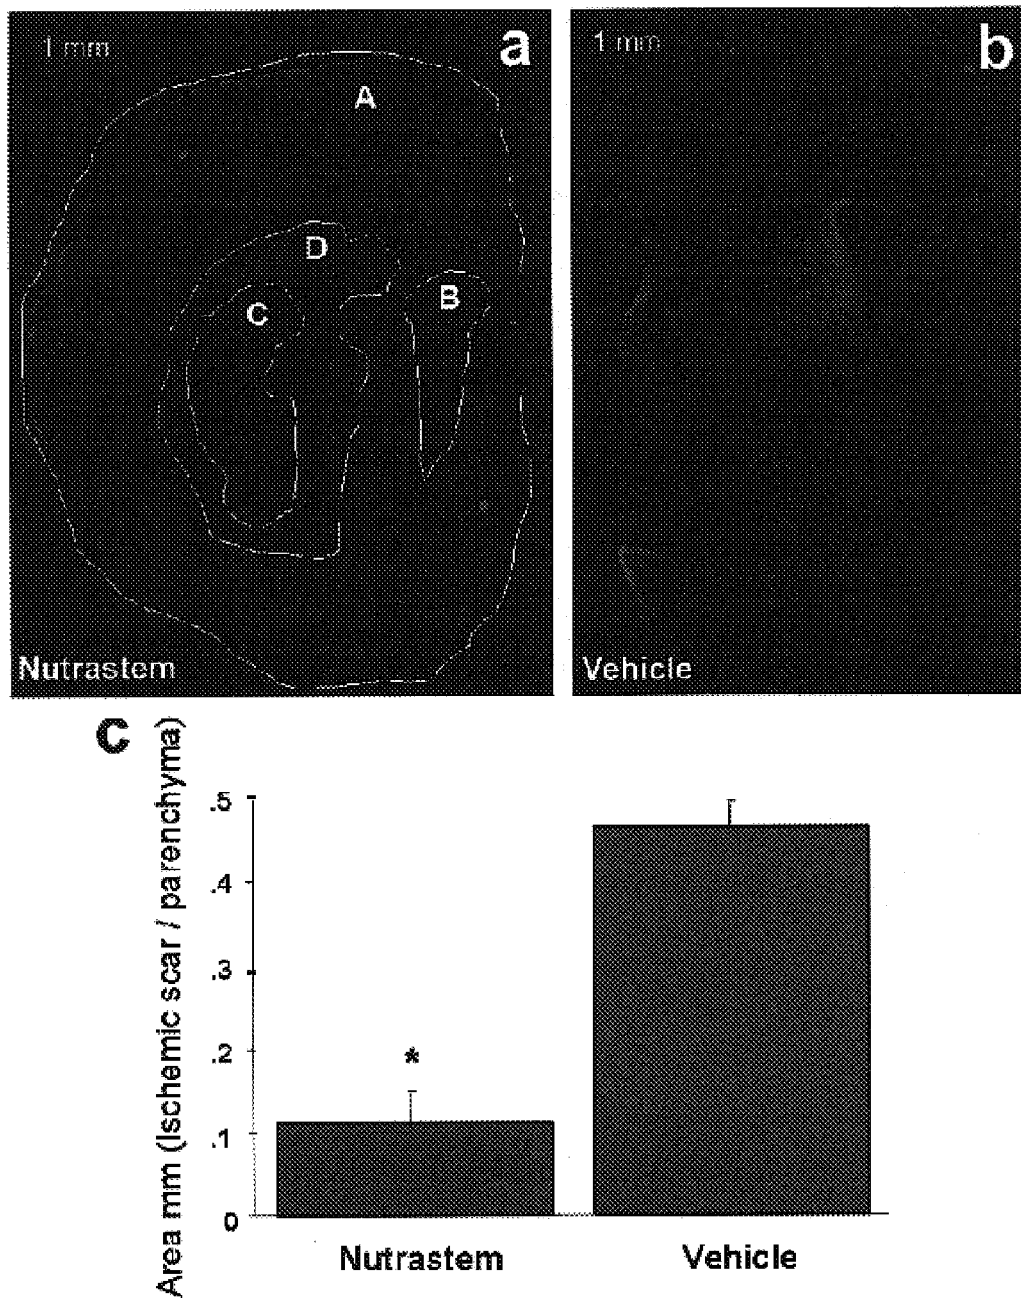 1 mm
a
A
D
C
B
Nutrastem
1 mm
b
Vehicle
c
Area mm (Ischemic scar / parenchyma)
.5
.4
.3
.2
.1
0
*
Nutrastem
Vehicle